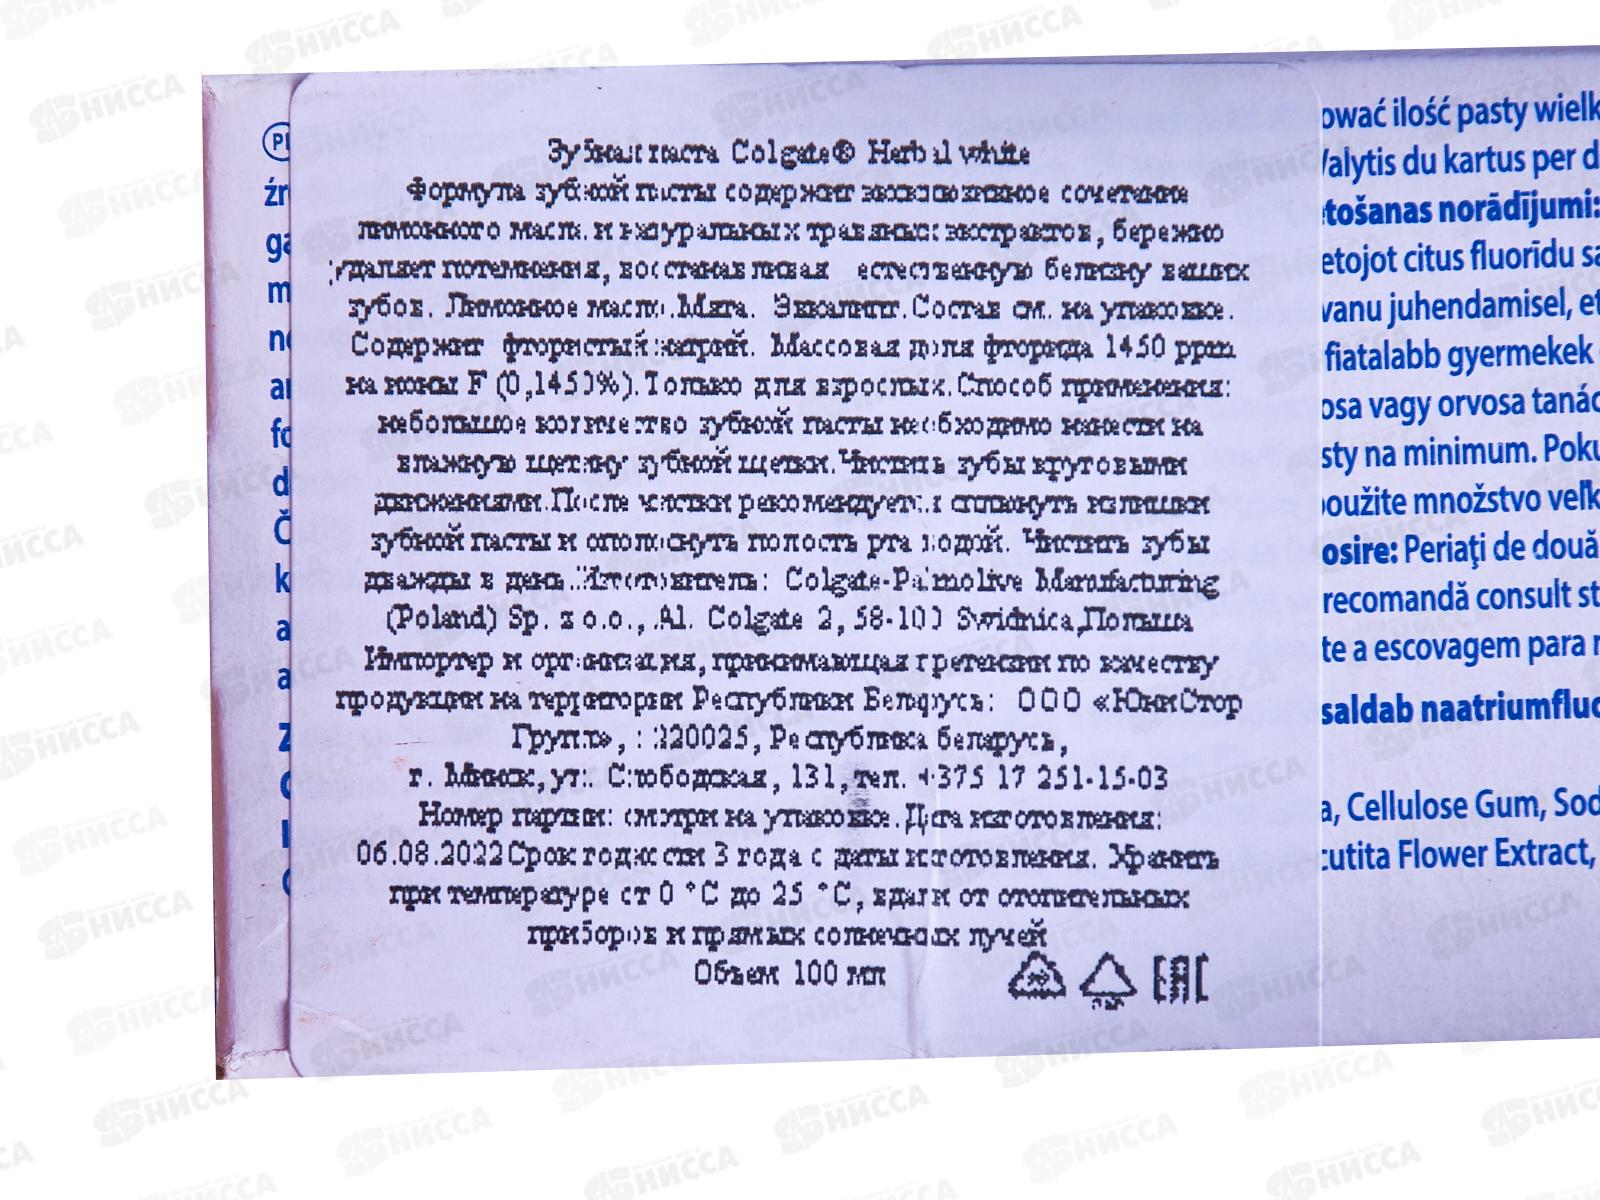 Зубная паста Colgate® Herbal white
Формула зубной пасты содержит эксклюзивное сочетание
лимонного масла и натуральных травяных экстрактов, бережно
удаляет потемнения, восстанавливая естественную белизну ваших
зубов. Лимонное масло. Мята. Эвкалипт. Состав см. на упаковке.
Содержит фтористый натрий. Массовая доля фторида 1450 ppm
на ионы F (0,1450%). Только для взрослых. Способ применения:
небольшое количество зубной пасты необходимо нанести на
влажную щетину зубной щетки. Чистить зубы круговыми
движениями. После чистки рекомендуется сплюнуть излишки
зубной пасты и ополоснуть полость рта водой. Чистить зубы
дважды в день. Изготовитель: Colgate-Palmolive Manufacturing
(Poland) Sp. z o.o., Al. Colgate 2, 58-100 Swidnica, Польша
Импортер и организация, принимающая претензии по качеству
продукции на территории Республики Беларусь: ООО «ЮниСтор
Групп», 220025, Республика беларусь,
г. Минск, ул. Слободская, 131, тел. +375 17 251-15-03
Номер партии: смотри на упаковке. Дата изготовления:
06.08.2022 Срок годности 3 года с даты изготовления. Хранить
при температуре от 0 °C до 25 °C, вдали от отопительных
приборов и прямых солнечных лучей
Объем 100 мл
EAC
PL
źr
ga
m
d
Č
k
a
a
ować ilość pasty wielk
Valytis du kartus per d
etošanas norādījumi:
etojot citus fluorīdu sa
vanu juhendamisel, et
fiatalabb gyermekek
osa vagy orvosa tanác
sty na minimum. Poku
použite množstvo veľk
osire: Periaţi de două
recomandă consult st
te a escovagem para r
saldab naatriumfluo
a, Cellulose Gum, Sod
cutita Flower Extract,
НИССА